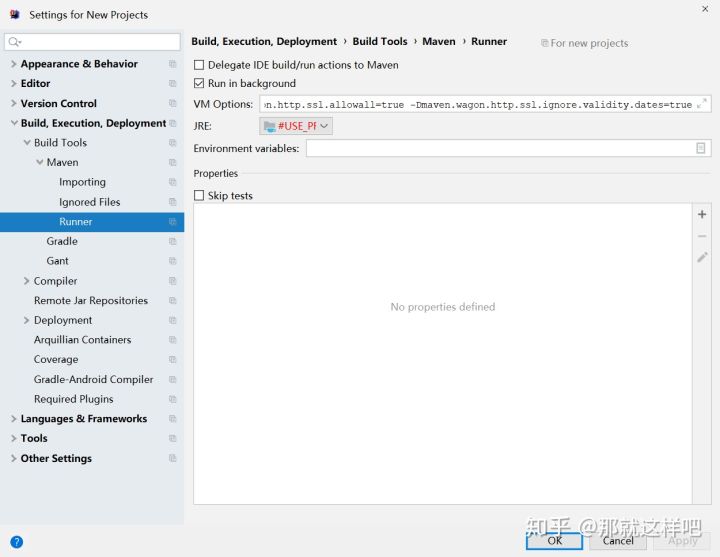 Settings for New Projects
Appearance & Behavior
Editor
Version Control
Build, Execution, Deployment
Build Tools
Maven
Importing
Ignored Files
Runner
Gradle
Gant
Compiler
Remote Jar Repositories
Deployment
Arquillian Containers
Coverage
Gradle-Android Compiler
Required Plugins
Languages & Frameworks
Tools
Other Settings
Build, Execution, Deployment › Build Tools › Maven › Runner For new projects
Delegate IDE build/run actions to Maven
Run in background
VM Options: on.http.ssl.allowall=true -Dmaven.wagon.http.ssl.ignore.validity.dates=true
JRE: #USE_PR
Environment variables:
Properties
Skip tests
No properties defined
知乎 @那就这样吧
OK Cancel Apply